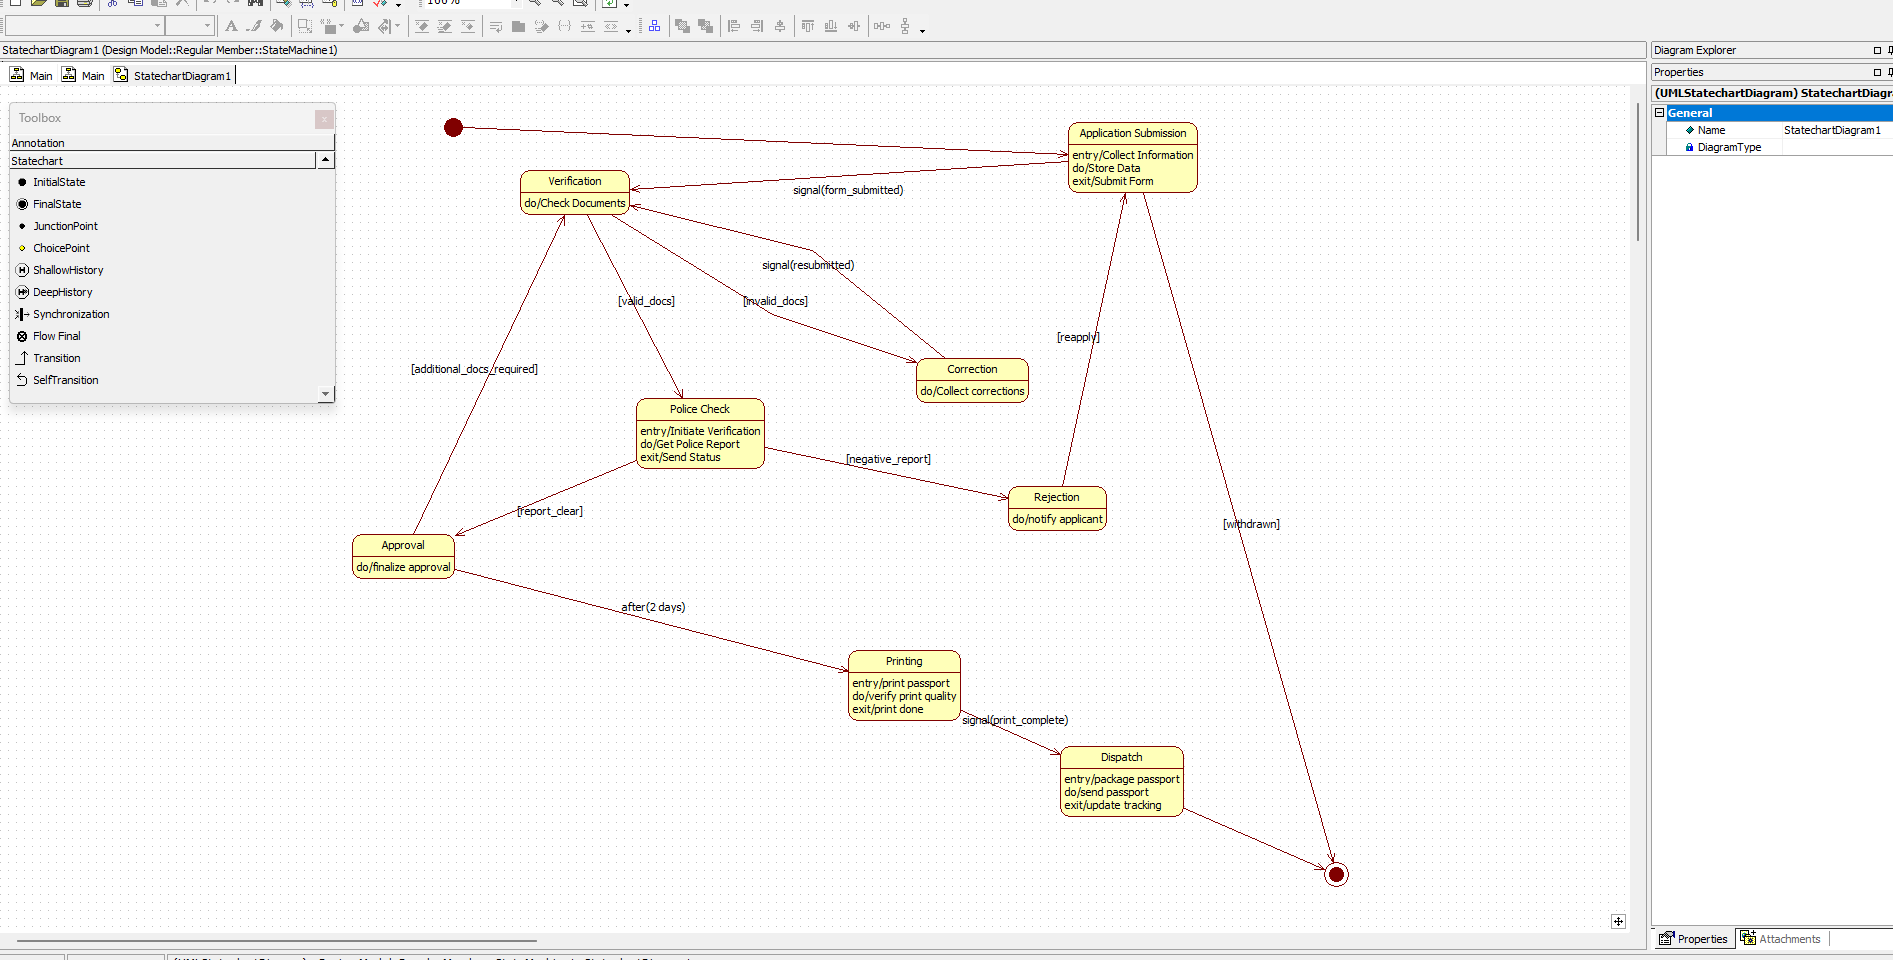 100%
StatechartDiagram1 (Design Model::Regular Member::StateMachine1)
Main
Main
StatechartDiagram1
Toolbox
Annotation
Statechart
InitialState
FinalState
JunctionPoint
ChoicePoint
ShallowHistory
DeepHistory
Synchronization
Flow Final
Transition
SelfTransition
Application Submission
entry/Collect Information
do/Store Data
exit/Submit Form
Verification
do/Check Documents
signal(form_submitted)
signal(resubmitted)
[valid_docs]
[invalid_docs]
[reapply]
[additional_docs_required]
Correction
do/Collect corrections
Police Check
entry/Initiate Verification
do/Get Police Report
exit/Send Status
[negative_report]
Rejection
do/notify applicant
[report_clear]
[withdrawn]
Approval
do/finalize approval
after(2 days)
Printing
entry/print passport
do/verify print quality
exit/print done
signal(print_complete)
Dispatch
entry/package passport
do/send passport
exit/update tracking
Diagram Explorer
Properties
(UMLStatechartDiagram) StatechartDiagr
General
Name StatechartDiagram1
DiagramType
Properties
Attachments